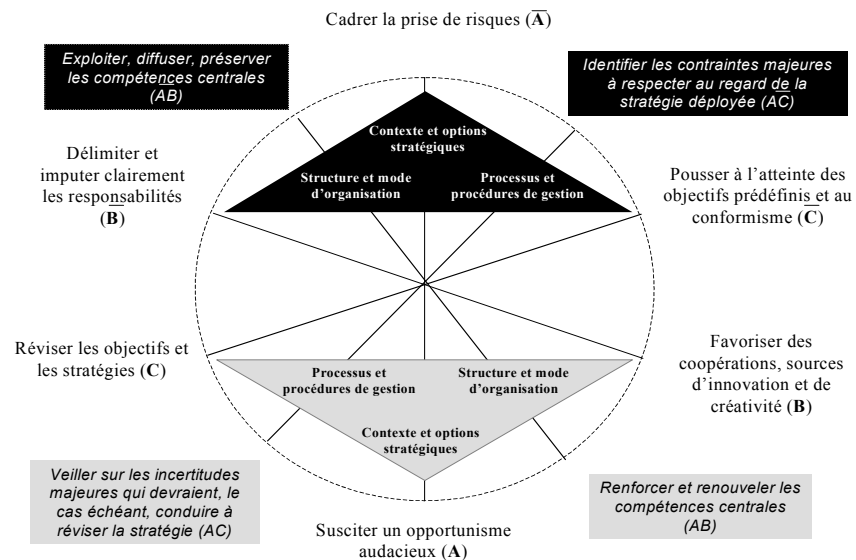 Cadrer la prise de risques (A̅)
Exploiter, diffuser, préserver
les compétences centrales
(A̅B̅)
Identifier les contraintes majeures
à respecter au regard de la
stratégie déployée (A̅C̅)
Contexte et options
stratégiques
Structure et mode
d’organisation
Processus et
procédures de gestion
Délimiter et
imputer clairement
les responsabilités
(B̅)
Pousser à l’atteinte des
objectifs prédéfinis et au
conformisme (C̅)
Réviser les objectifs et
les stratégies (C)
Favoriser des
coopérations, sources
d’innovation et de
créativité (B)
Processus et
procédures de gestion
Structure et mode
d’organisation
Contexte et options
stratégiques
Veiller sur les incertitudes
majeures qui devraient, le
cas échéant, conduire à
réviser la stratégie (AC)
Renforcer et renouveler les
compétences centrales
(AB)
Susciter un opportunisme
audacieux (A)